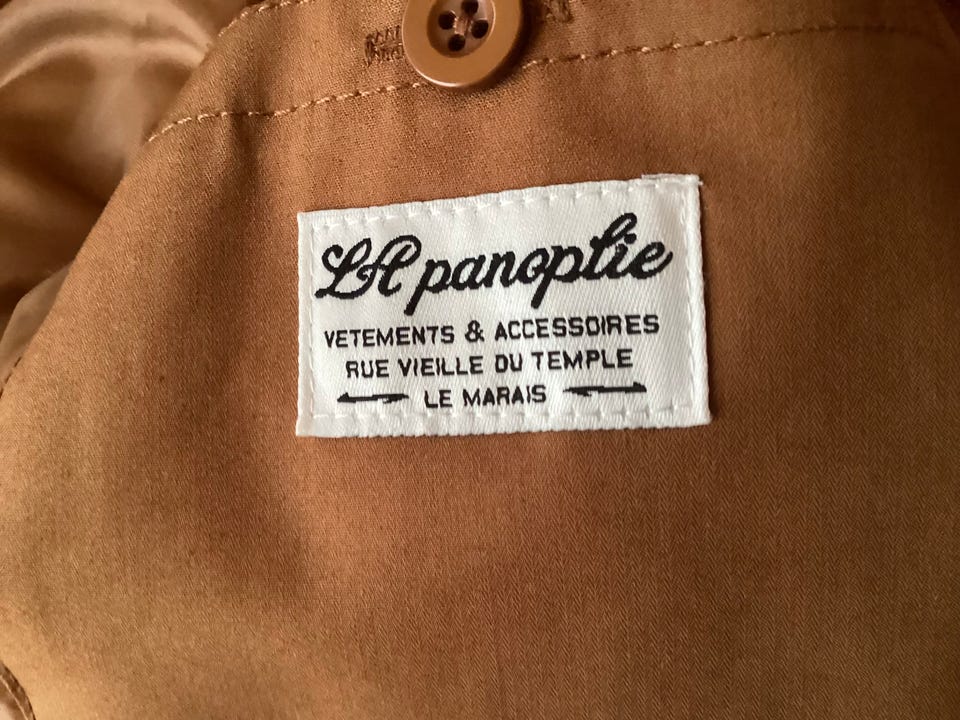 LA panoplie
VETEMENTS & ACCESSOIRES
RUE VIEILLE DU TEMPLE
LE MARAIS